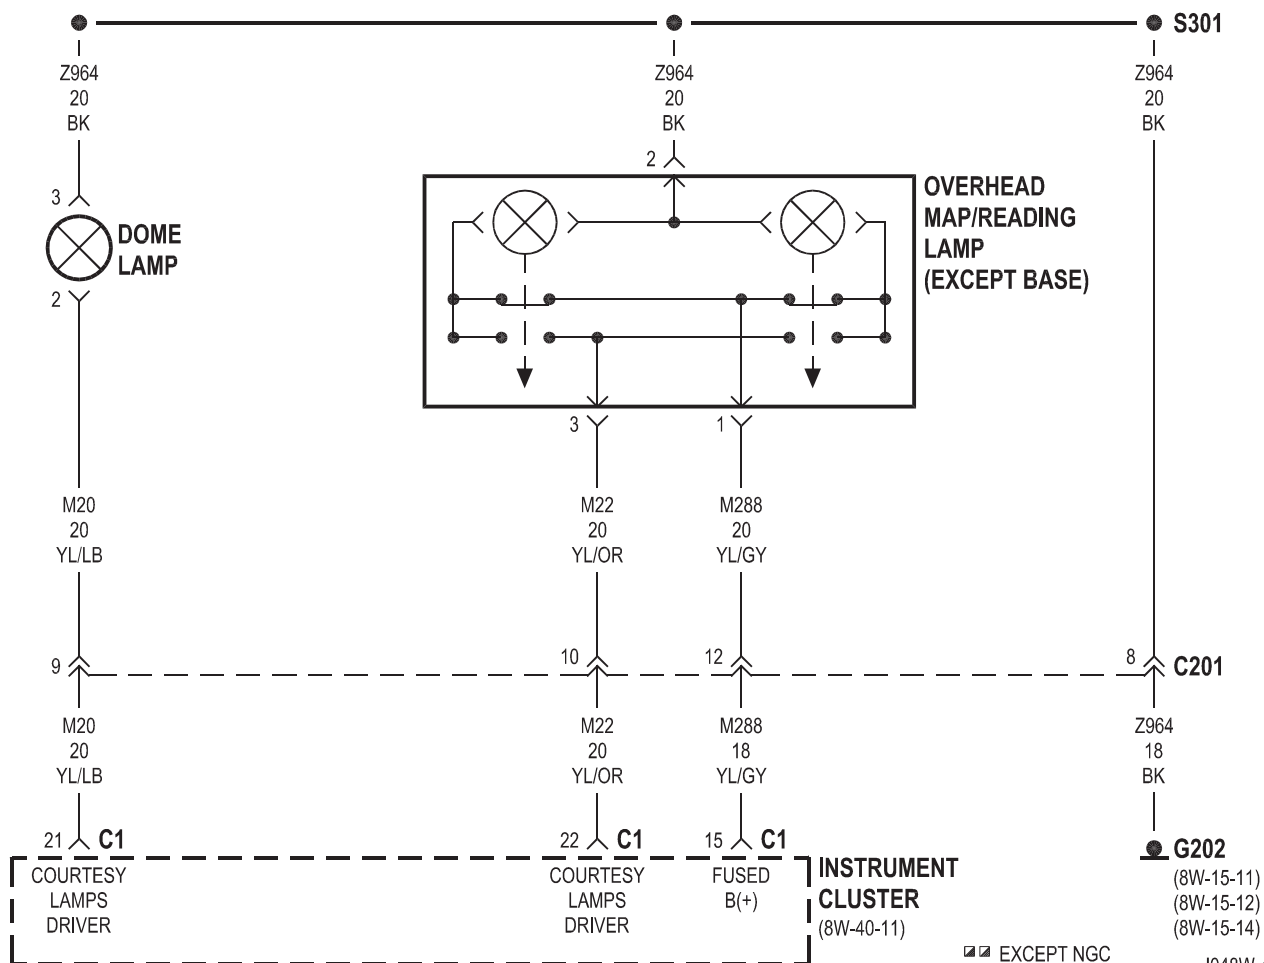 S301
Z964
20
BK
Z964
20
BK
Z964
20
BK
2
3
DOME
LAMP
2
OVERHEAD
MAP/READING
LAMP
(EXCEPT BASE)
3
1
M20
20
YL/LB
M22
20
YL/OR
M288
20
YL/GY
9
10
12
8
C201
M20
20
YL/LB
M22
20
YL/OR
M288
18
YL/GY
Z964
18
BK
21 C1
22 C1
15 C1
COURTESY
LAMPS
DRIVER
COURTESY
LAMPS
DRIVER
FUSED
B(+)
INSTRUMENT
CLUSTER
(8W-40-11)
G202
(8W-15-11)
(8W-15-12)
(8W-15-14)
EXCEPT NGC